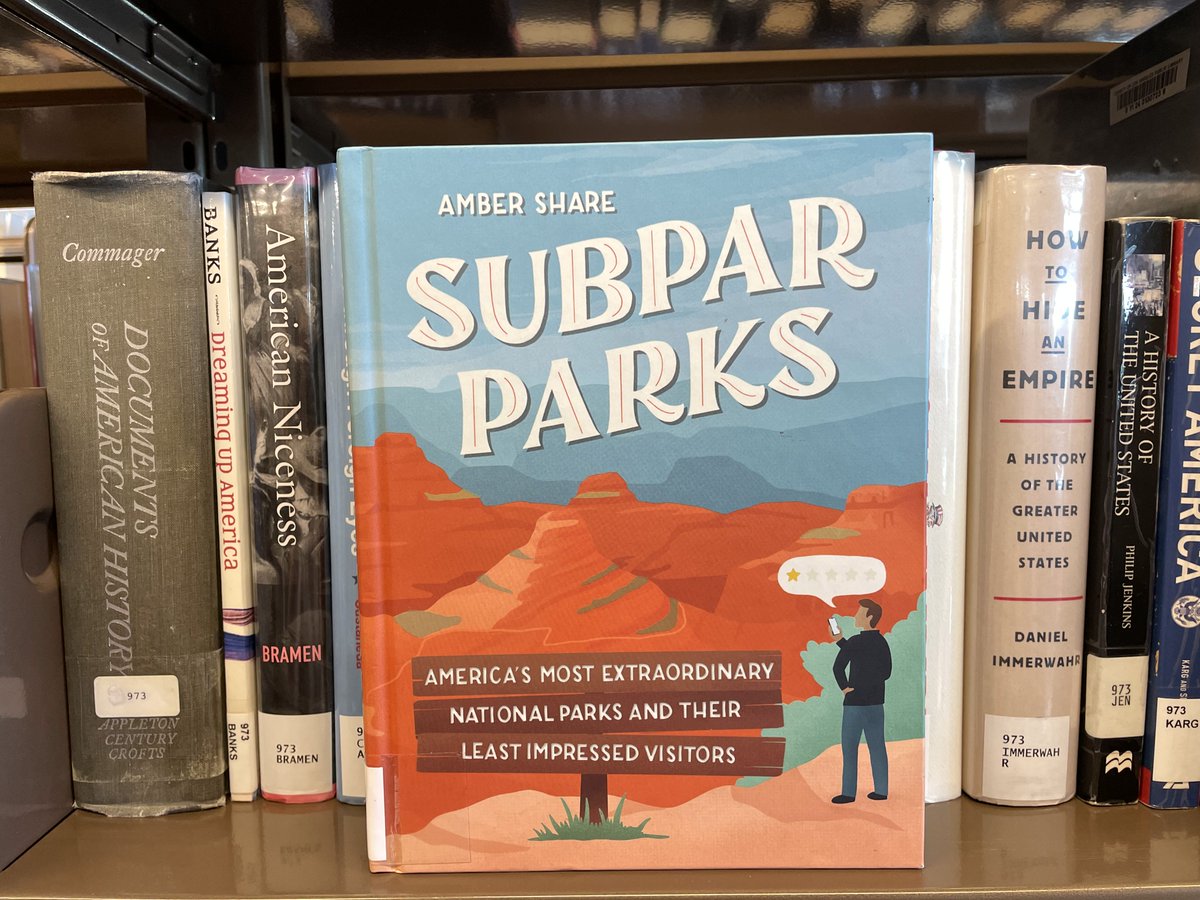 Commager
DOCUMENTS
OF AMERICAN HISTORY
973
APPLETON
CENTURY
CROFTS
BANKS
Dreaming up America
973
BANKS
American Niceness
BRAMEN
973
BRAMEN
AMBER SHARE
SUBPAR
PARKS
AMERICA'S MOST EXTRAORDINARY
NATIONAL PARKS AND THEIR
LEAST IMPRESSED VISITORS
HOW
TO
HIDE
AN
EMPIRE
A HISTORY
OF THE
GREATER
UNITED
STATES
DANIEL
IMMERWAHR
973
IMMERWAH
R
A HISTORY OF
THE UNITED STATES
PHILIP JENKINS
973
JEN
AMERICA
973
KARG